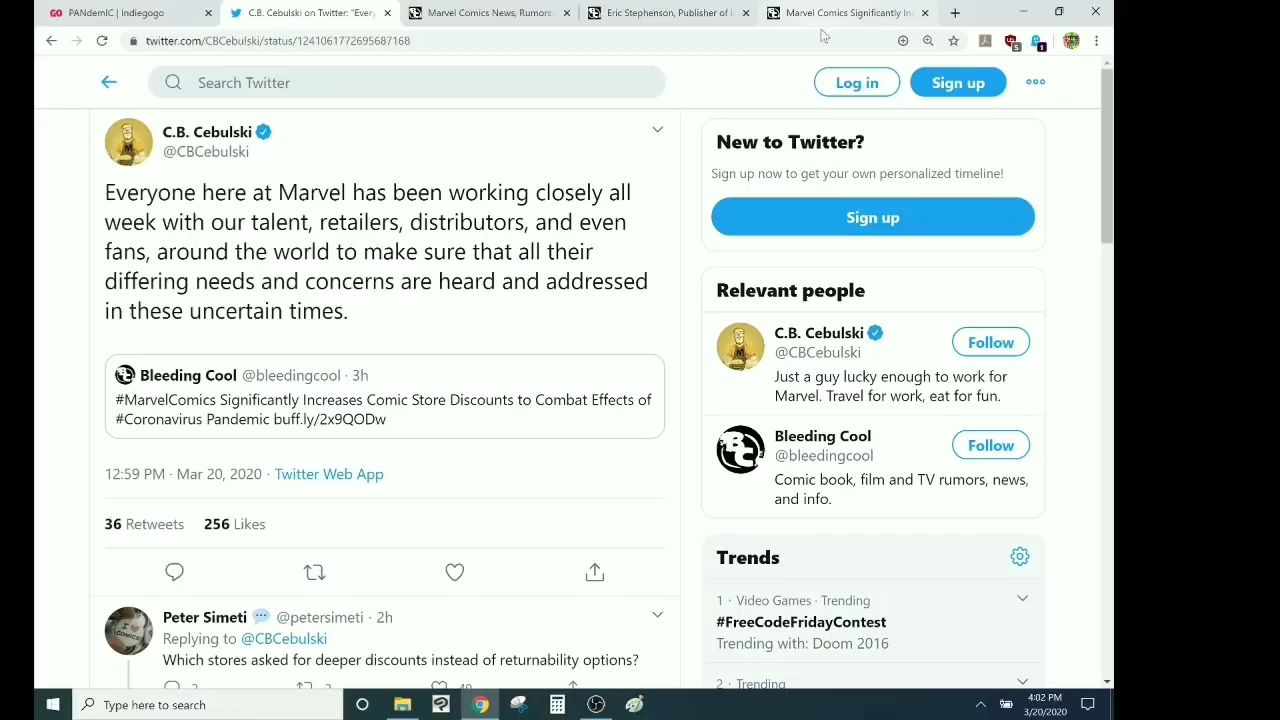 PANdemIC | Indiegogo
C.B. Cebulski on Twitter: "Every
Marvel Comics News, Rumors
Eric Stephenson, Publisher of I
Marvel Comics Significantly In
twitter.com/CBCebulski/status/1241061772695687168
5
1
Search Twitter
Log in
Sign up
C.B. Cebulski
@CBCebulski
Everyone here at Marvel has been working closely all
week with our talent, retailers, distributors, and even
fans, around the world to make sure that all their
differing needs and concerns are heard and addressed
in these uncertain times.
Bleeding Cool @bleedingcool · 3h
#MarvelComics Significantly Increases Comic Store Discounts to Combat Effects of
#Coronavirus Pandemic buff.ly/2x9QODw
12:59 PM · Mar 20, 2020 · Twitter Web App
36 Retweets 256 Likes
Peter Simeti @petersimeti · 2h
Replying to @CBCebulski
Which stores asked for deeper discounts instead of returnability options?
New to Twitter?
Sign up now to get your own personalized timeline!
Sign up
Relevant people
C.B. Cebulski
@CBCebulski
Follow
Just a guy lucky enough to work for
Marvel. Travel for work, eat for fun.
Bleeding Cool
@bleedingcool
Follow
Comic book, film and TV rumors, news,
and info.
Trends
1 · Video Games · Trending
#FreeCodeFridayContest
Trending with: Doom 2016
2 · Trending
Type here to search
4:02 PM
3/20/2020